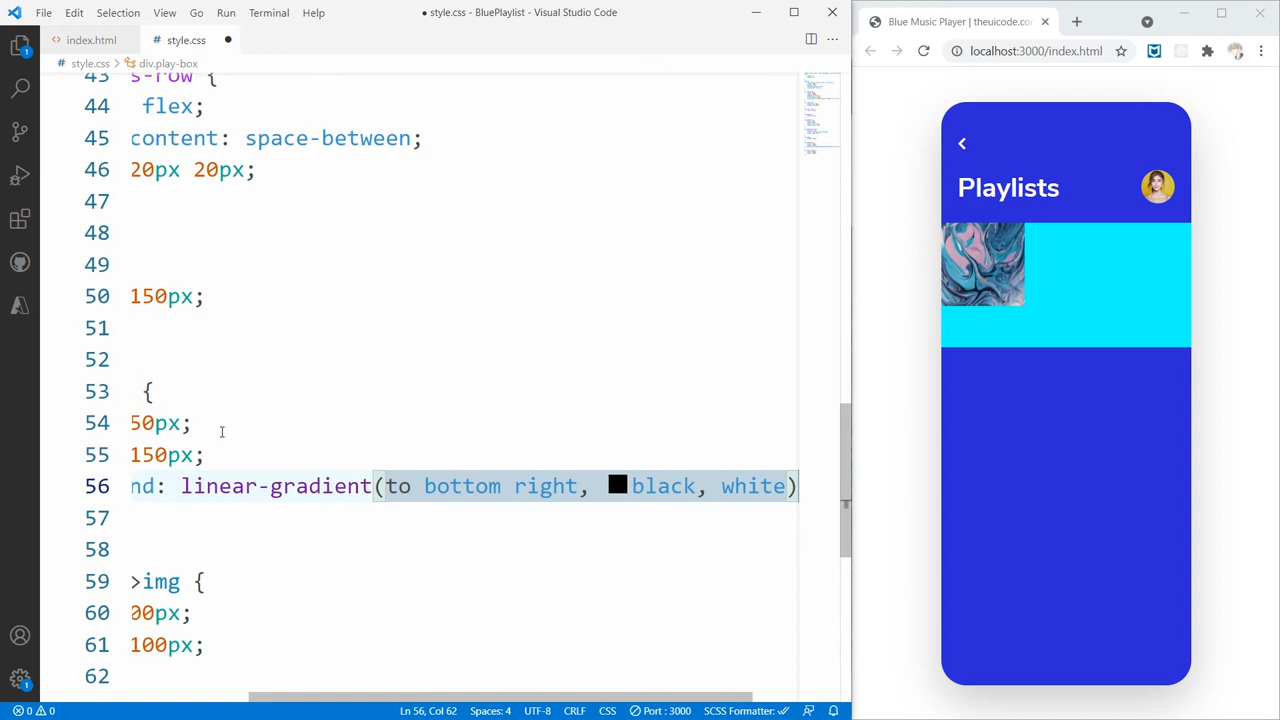 File Edit Selection View Go Run Terminal Help
● style.css - BluePlaylist - Visual Studio Code
index.html style.css ●
style.css > div.play-box
43 s-row {
44 flex;
45 content: space-between;
46 20px 20px;
47
48
49
50 150px;
51
52
53 {
54 50px;
55 150px;
56 nd: linear-gradient(to bottom right, black, white)
57
58
59 >img {
60 00px;
61 100px;
62
1
1
0 0 Ln 56, Col 62 Spaces: 4 UTF-8 CRLF CSS Port : 3000 SCSS Formatter:
Blue Music Player | theuicode.com
localhost:3000/index.html
Playlists